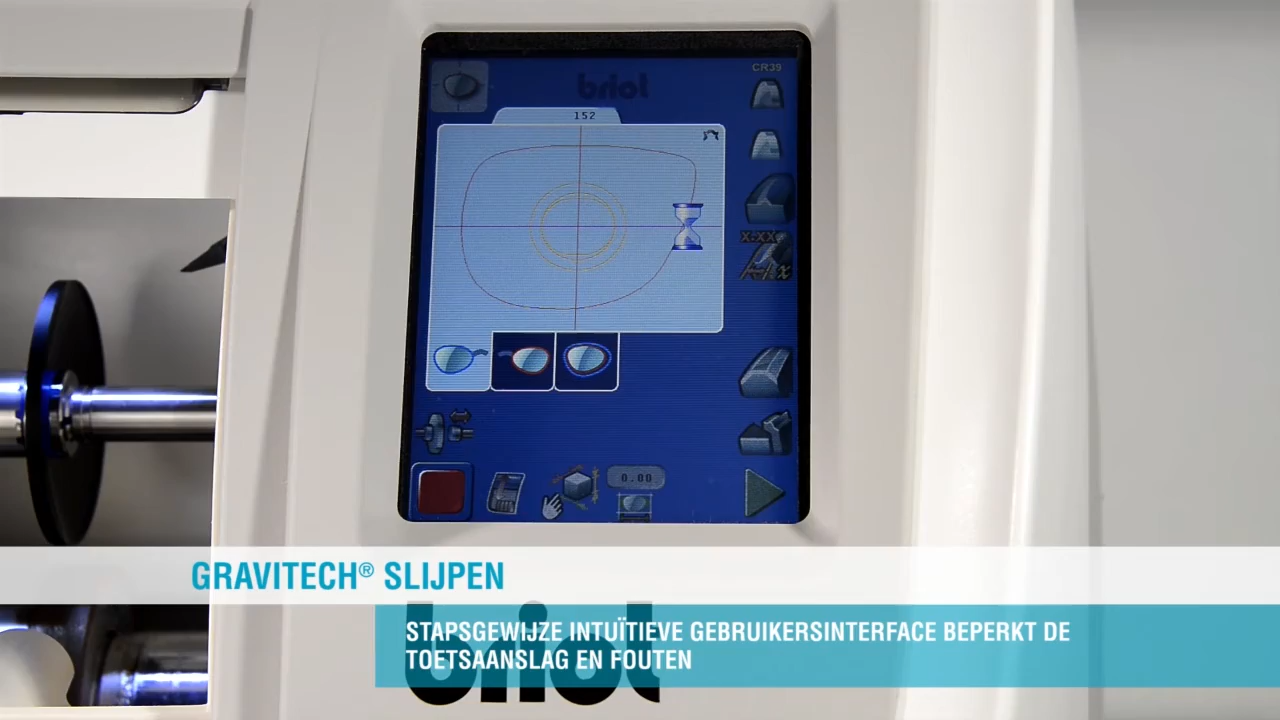 CR39
briot
152
X:XX
0.00
GRAVITECH® SLIJPEN
STAPSGEWIJZE INTUÏTIEVE GEBRUIKERSINTERFACE BEPERKT DE
TOETSAANSLAG EN FOUTEN
briot